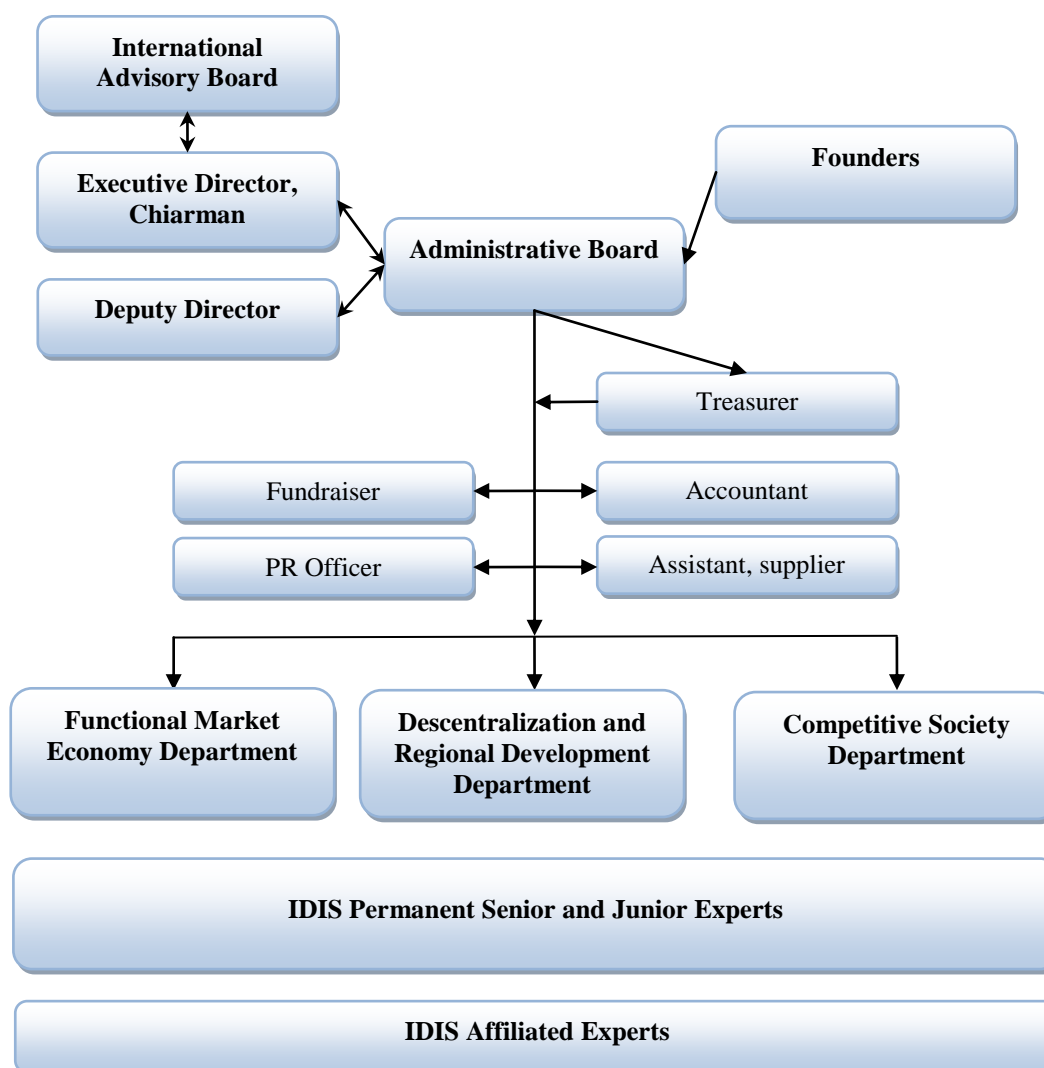 International
Advisory Board
Executive Director,
Chiarman
Founders
Administrative Board
Deputy Director
Treasurer
Fundraiser
Accountant
PR Officer
Assistant, supplier
Functional Market
Economy Department
Descentralization and
Regional Development
Department
Competitive Society
Department
IDIS Permanent Senior and Junior Experts
IDIS Affiliated Experts